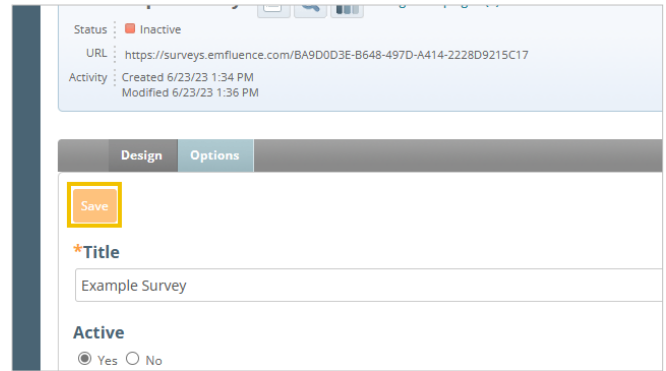 Status Inactive
URL https://surveys.emfluence.com/BA9D0D3E-B648-497D-A414-2228D9215C17
Activity Created 6/23/23 1:34 PM
Modified 6/23/23 1:36 PM
Design Options
Save
*Title
Example Survey
Active
Yes No